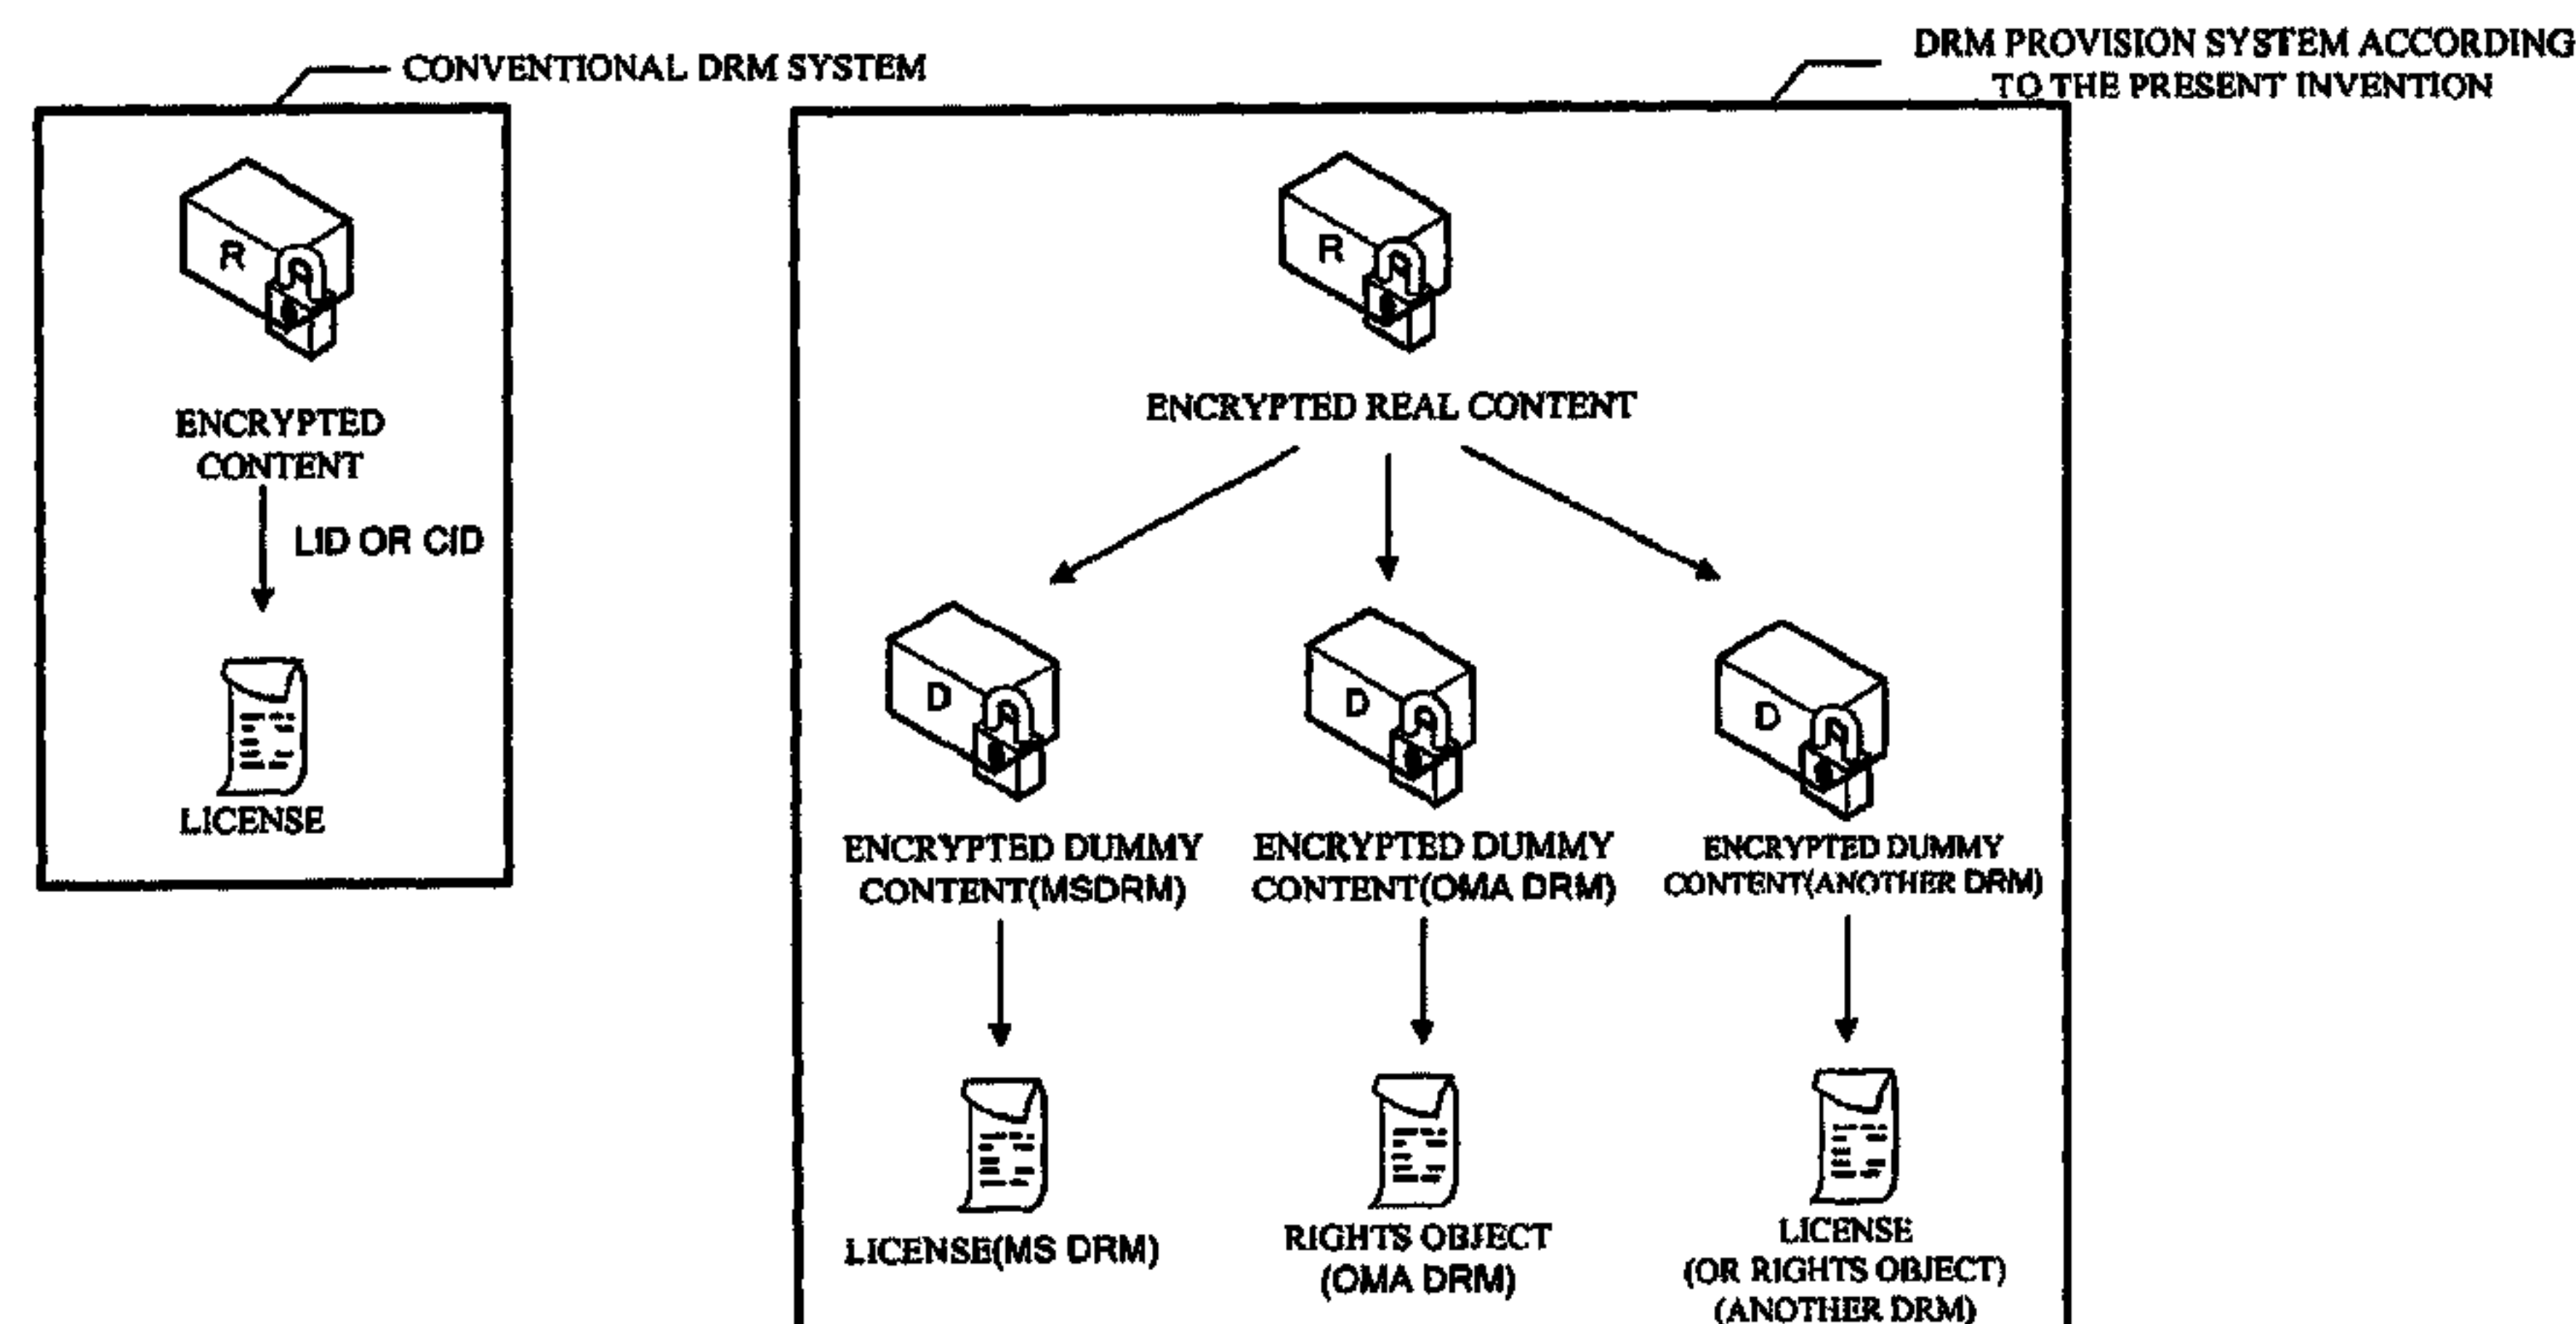 CONVENTIONAL DRM SYSTEM
R
ENCRYPTED
CONTENT
LID OR CID
LICENSE
DRM PROVISION SYSTEM ACCORDING
TO THE PRESENT INVENTION
R
ENCRYPTED REAL CONTENT
D
D
D
ENCRYPTED DUMMY
CONTENT(MSDRM)
ENCRYPTED DUMMY
CONTENT(OMA DRM)
ENCRYPTED DUMMY
CONTENT(ANOTHER DRM)
LICENSE(MS DRM)
RIGHTS OBJECT
(OMA DRM)
LICENSE
(OR RIGHTS OBJECT)
(ANOTHER DRM)